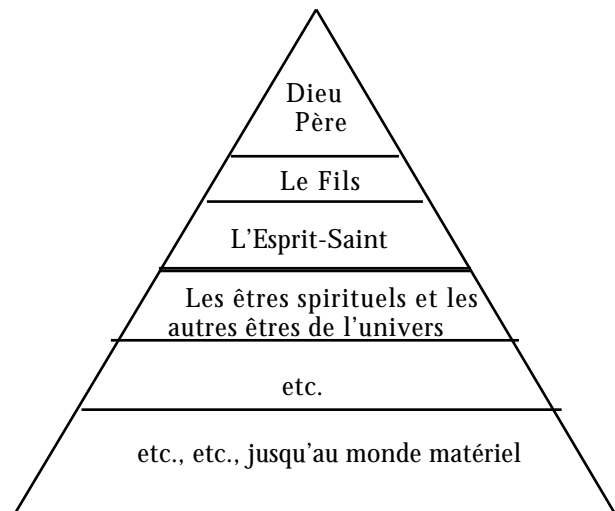 Dieu
Père
Le Fils
L'Esprit-Saint
Les êtres spirituels et les
autres êtres de l'univers
etc.
etc., etc., jusqu'au monde matériel